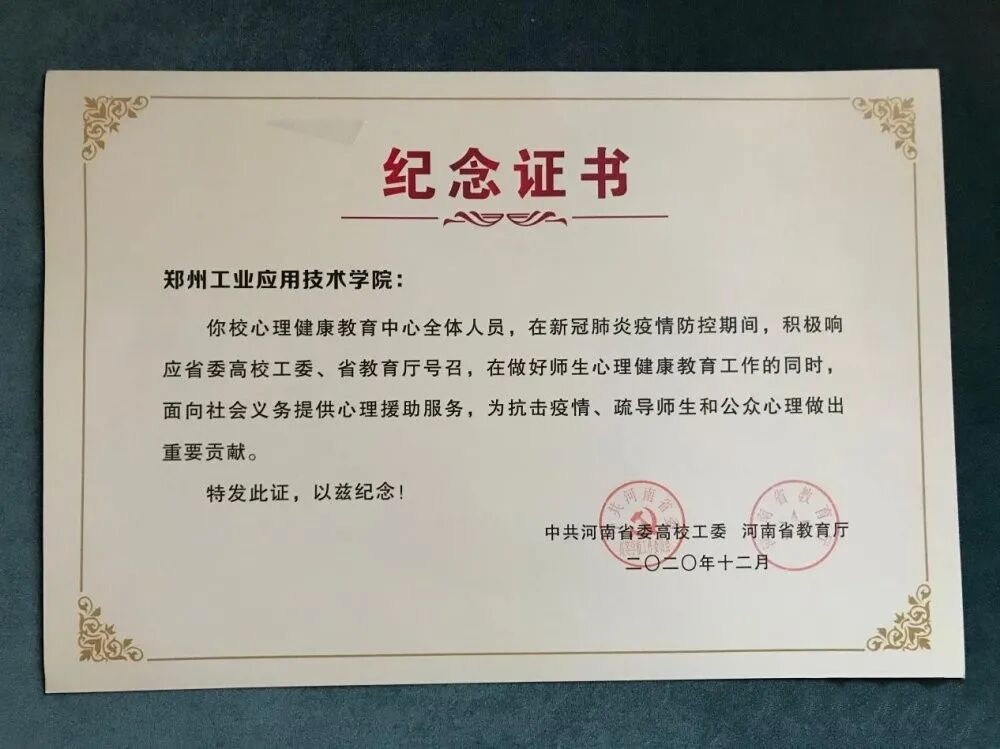 纪念证书
郑州工业应用技术学院：
你校心理健康教育中心全体人员，在新冠肺炎疫情防控期间，积极响
应省委高校工委、省教育厅号召，在做好师生心理健康教育工作的同时，
面向社会义务提供心理援助服务，为抗击疫情、疏导师生和公众心理做出
重要贡献。
特发此证，以兹纪念！
中共河南省委高校工委 河南省教育厅
二〇二〇年十二月